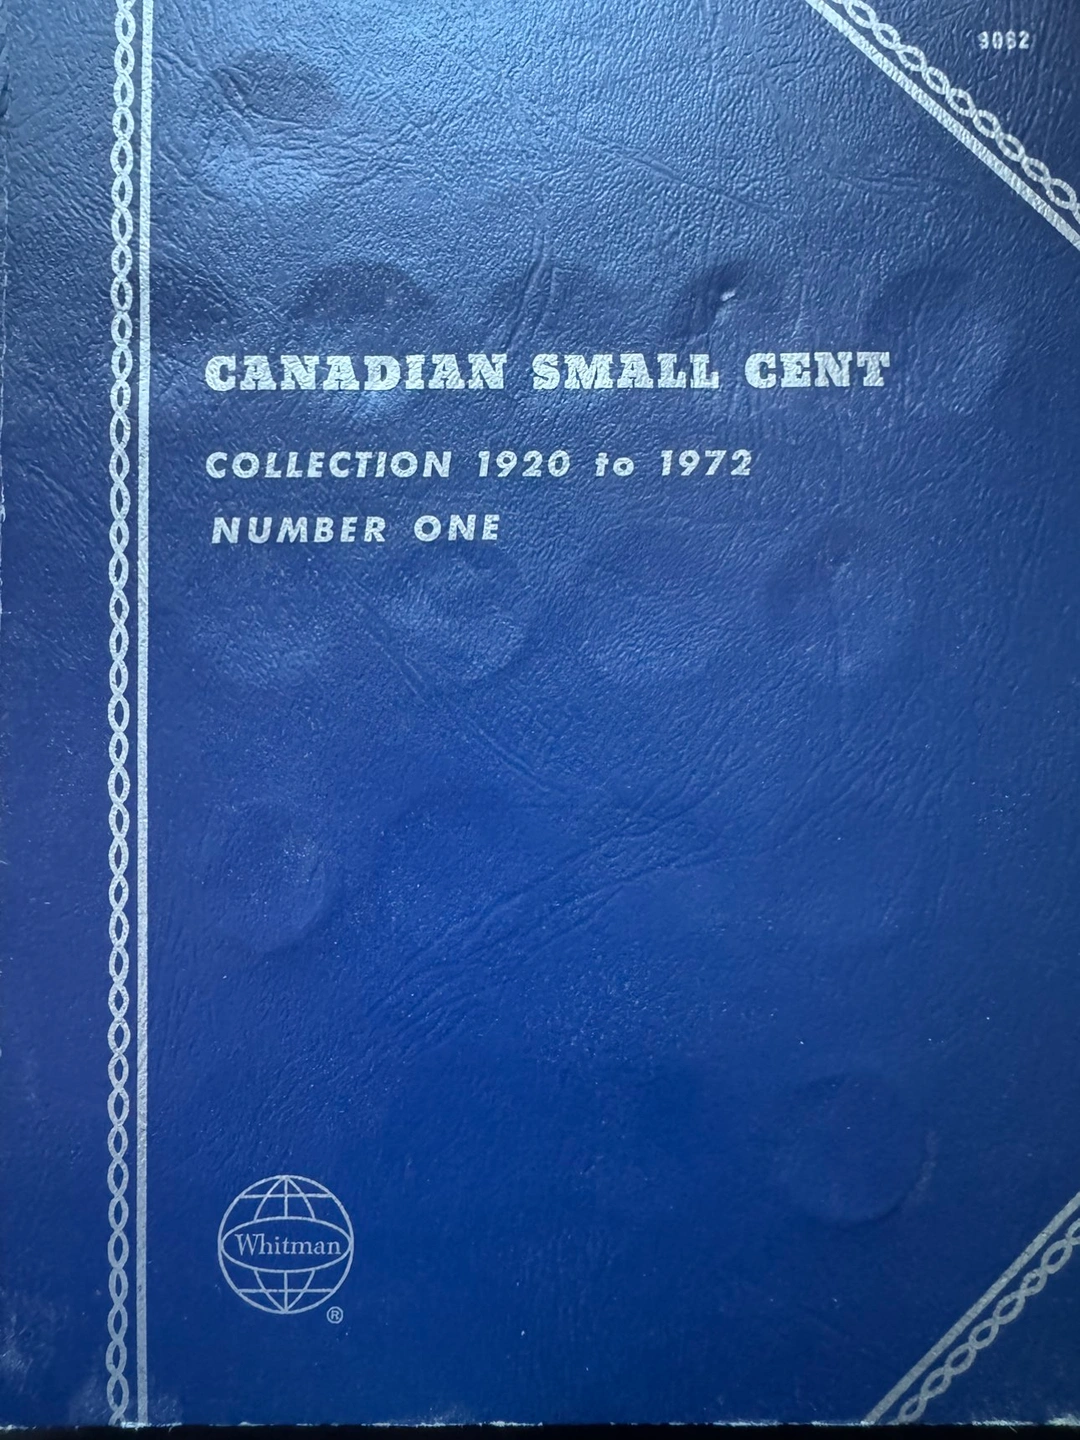 9062
CANADIAN SMALL CENT
COLLECTION 1920 to 1972
NUMBER ONE
Whitman
®